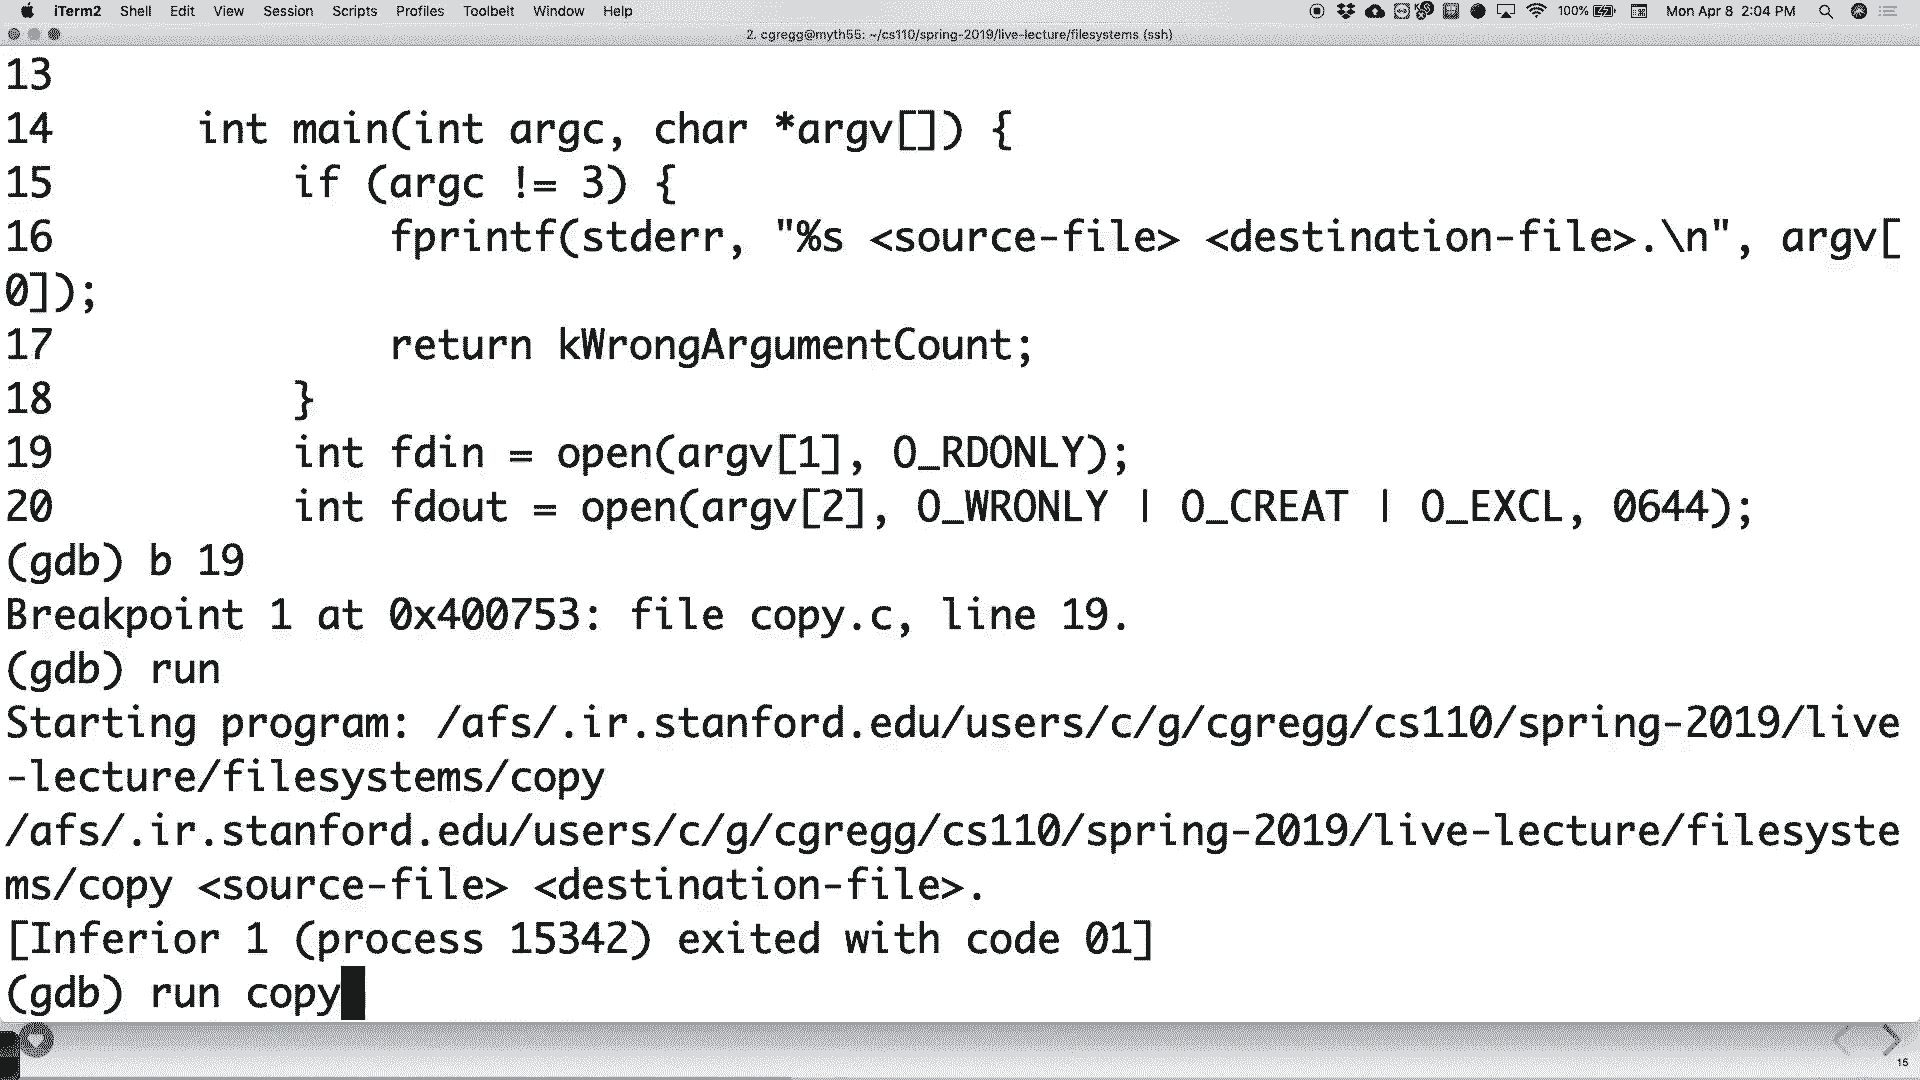 iTerm2 Shell Edit View Session Scripts Profiles Toolbelt Window Help 100% Mon Apr 8 2:04 PM
2. cgregg@myth55: ~/cs110/spring-2019/live-lecture/filesystems (ssh)
13
14 int main(int argc, char *argv[]) {
15 if (argc != 3) {
16 fprintf(stderr, "%s <source-file> <destination-file>.\n", argv[
0]);
17 return kWrongArgumentCount;
18 }
19 int fdin = open(argv[1], O_RDONLY);
20 int fdout = open(argv[2], O_WRONLY | O_CREAT | O_EXCL, 0644);
(gdb) b 19
Breakpoint 1 at 0x400753: file copy.c, line 19.
(gdb) run
Starting program: /afs/.ir.stanford.edu/users/c/g/cgregg/cs110/spring-2019/live
-lecture/filesystems/copy
/afs/.ir.stanford.edu/users/c/g/cgregg/cs110/spring-2019/live-lecture/filesyste
ms/copy <source-file> <destination-file>.
[Inferior 1 (process 15342) exited with code 01]
(gdb) run copy
15